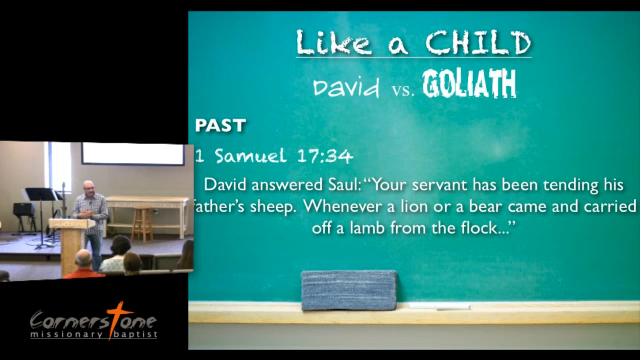 Like a CHILD
David vs. GOLIATH
PAST
1 Samuel 17:34
David answered Saul: “Your servant has been tending his
father’s sheep. Whenever a lion or a bear came and carried
off a lamb from the flock...”
Cornerstone
missionary baptist